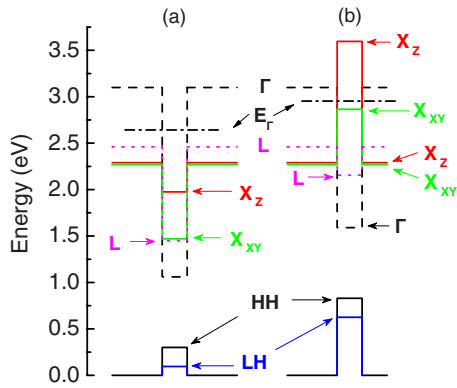 (a)
(b)
3.5
3.0
2.5
2.0
1.5
1.0
0.5
0.0
Energy (eV)
X_Z
Γ
E_Γ
X_XY
L
X_Z
L
X_XY
X_Z
L
X_XY
Γ
HH
LH